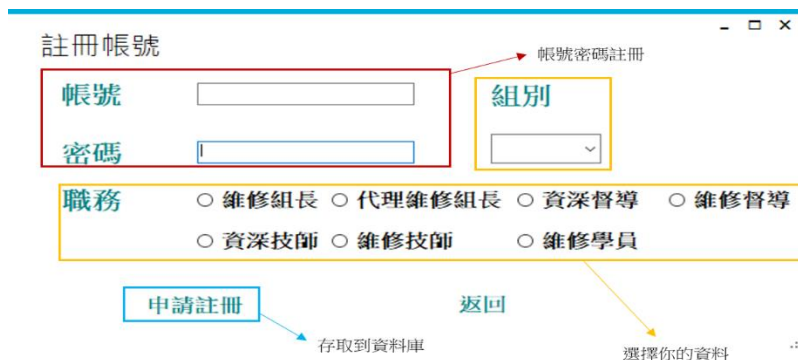 註冊帳號
帳號密碼註冊
帳號
組別
密碼
職務 維修組長 代理維修組長 資深督導 維修督導
資深技師 維修技師 維修學員
申請註冊 返回
存取到資料庫
選擇你的資料